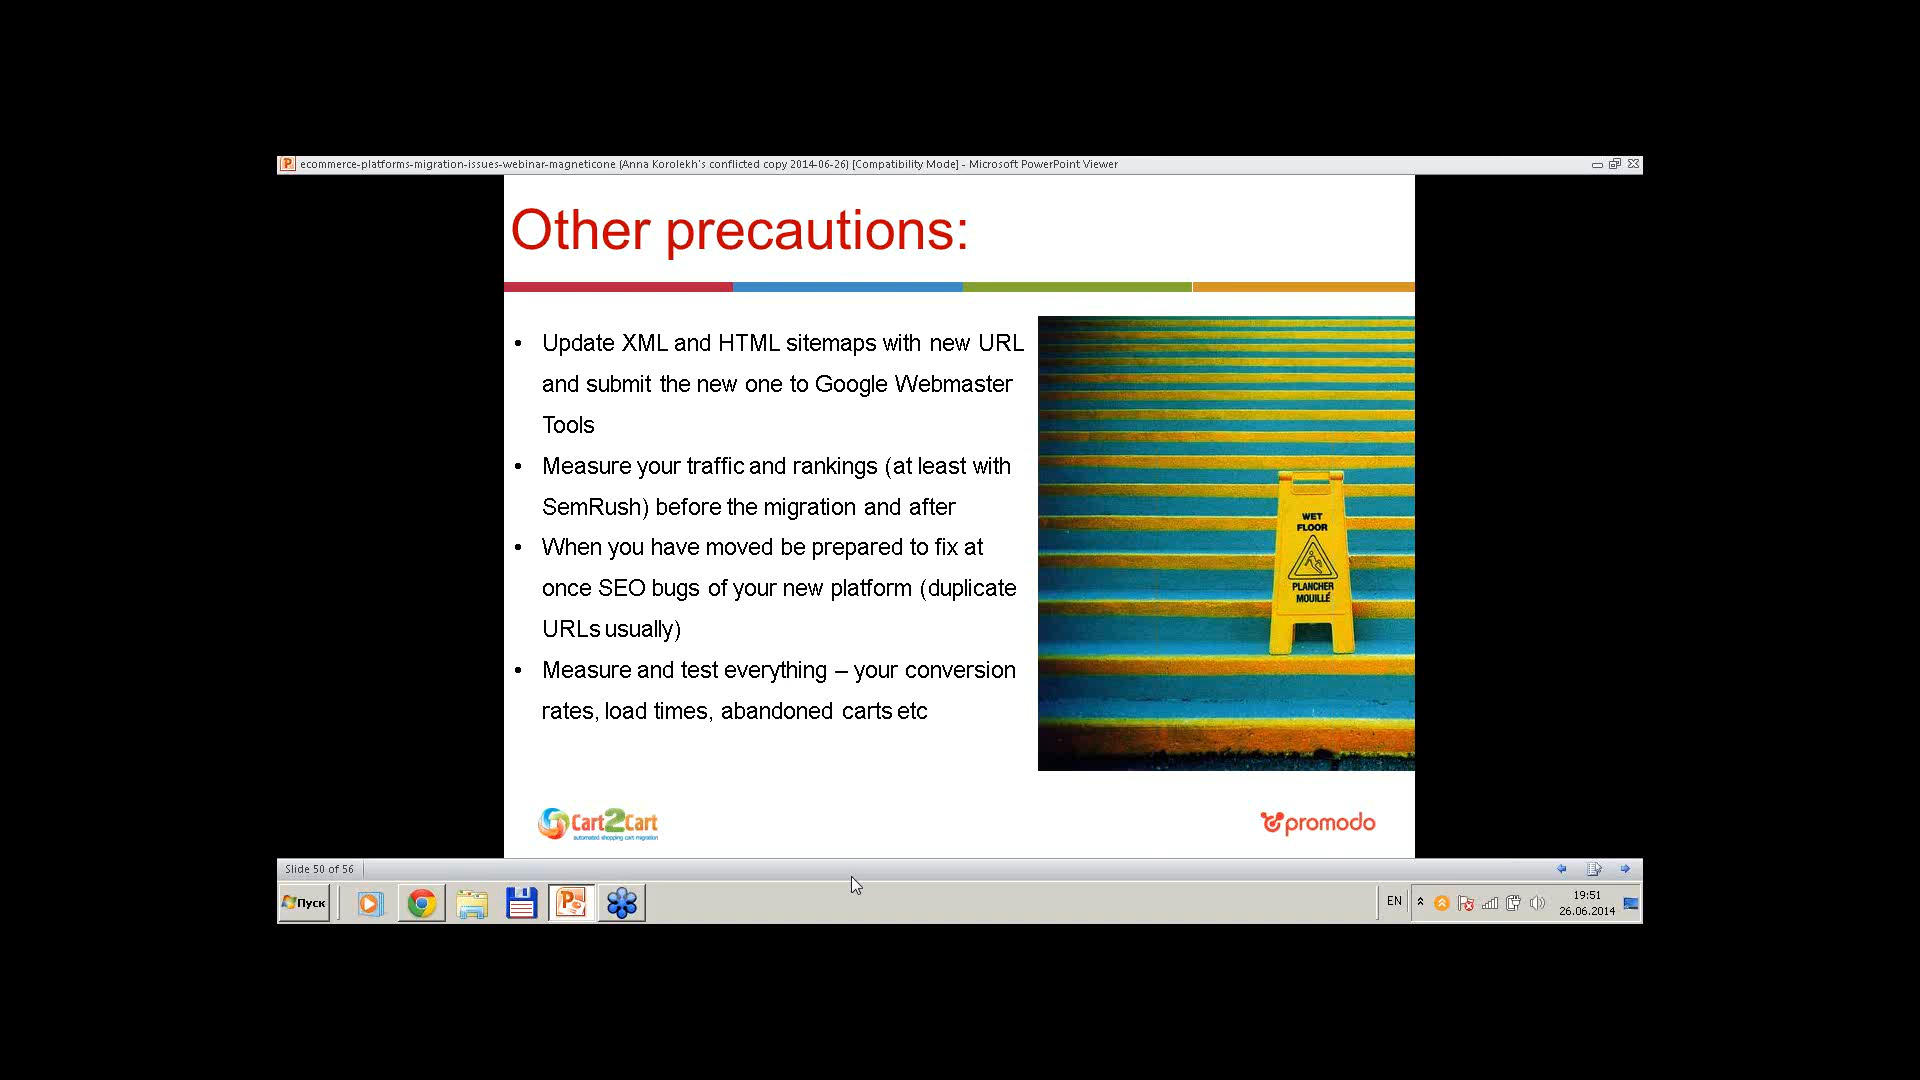 ecommerce-platforms-migration-issues-webinar-magneticone (Anna Korolekh's conflicted copy 2014-06-26) [Compatibility Mode] - Microsoft PowerPoint Viewer
Other precautions:
• Update XML and HTML sitemaps with new URL
and submit the new one to Google Webmaster
Tools
• Measure your traffic and rankings (at least with
SemRush) before the migration and after
• When you have moved be prepared to fix at
once SEO bugs of your new platform (duplicate
URLs usually)
• Measure and test everything – your conversion
rates, load times, abandoned carts etc
WET
FLOOR
PLANCHER
MOUILLÉ
Cart2Cart
automated shopping cart migration
promodo
Slide 50 of 56
Пуск
EN
19:51
26.06.2014